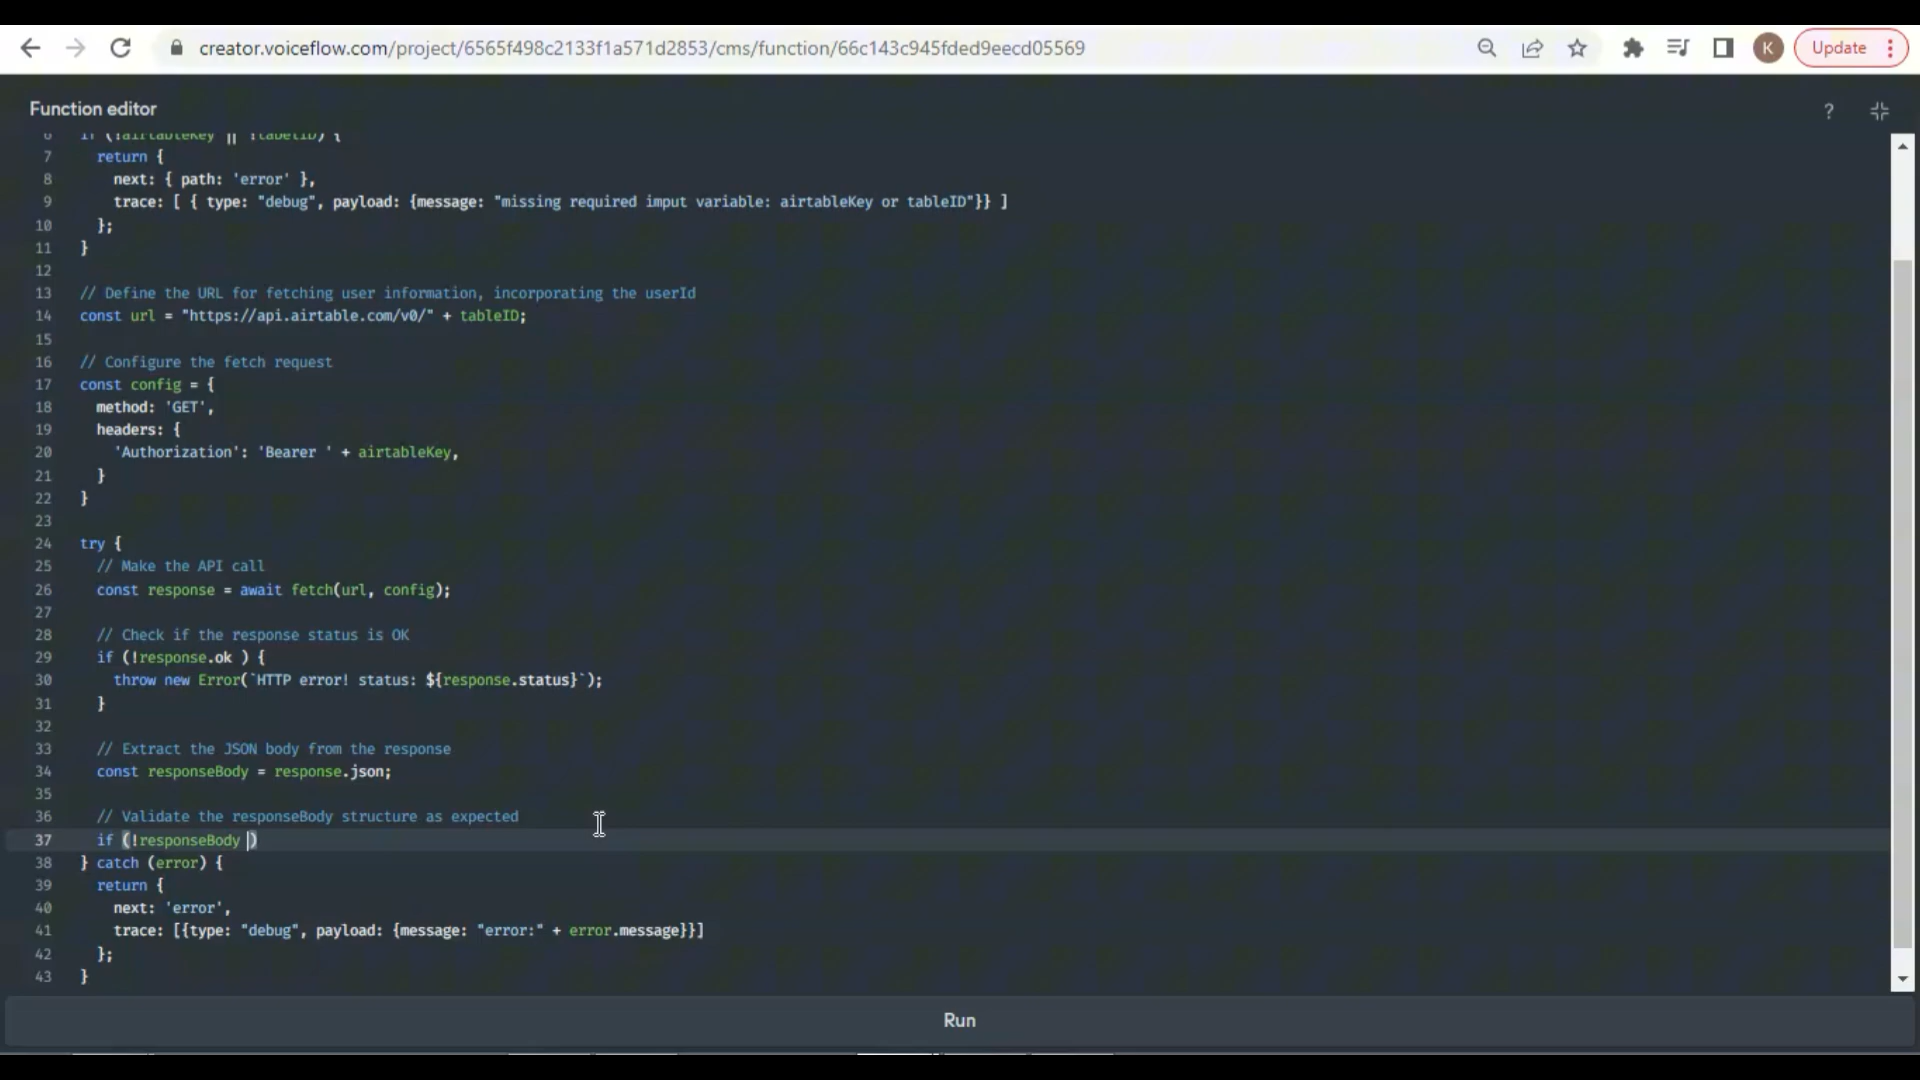 creator.voiceflow.com/project/6565f498c2133f1a571d2853/cms/function/66c143c945fded9eecd05569
K
Update
Function editor
?
6 if (!airtableKey || !tabelID) {
7 return {
8 next: { path: 'error' },
9 trace: [ { type: "debug", payload: {message: "missing required imput variable: airtableKey or tableID"}} ]
10 };
11 }
12
13 // Define the URL for fetching user information, incorporating the userId
14 const url = "https://api.airtable.com/v0/" + tableID;
15
16 // Configure the fetch request
17 const config = {
18 method: 'GET',
19 headers: {
20 'Authorization': 'Bearer ' + airtableKey,
21 }
22 }
23
24 try {
25 // Make the API call
26 const response = await fetch(url, config);
27
28 // Check if the response status is OK
29 if (!response.ok ) {
30 throw new Error(`HTTP error! status: ${response.status}`);
31 }
32
33 // Extract the JSON body from the response
34 const responseBody = response.json;
35
36 // Validate the responseBody structure as expected
37 if (!responseBody )
38 } catch (error) {
39 return {
40 next: 'error',
41 trace: [{type: "debug", payload: {message: "error:" + error.message}}]
42 };
43 }
Run